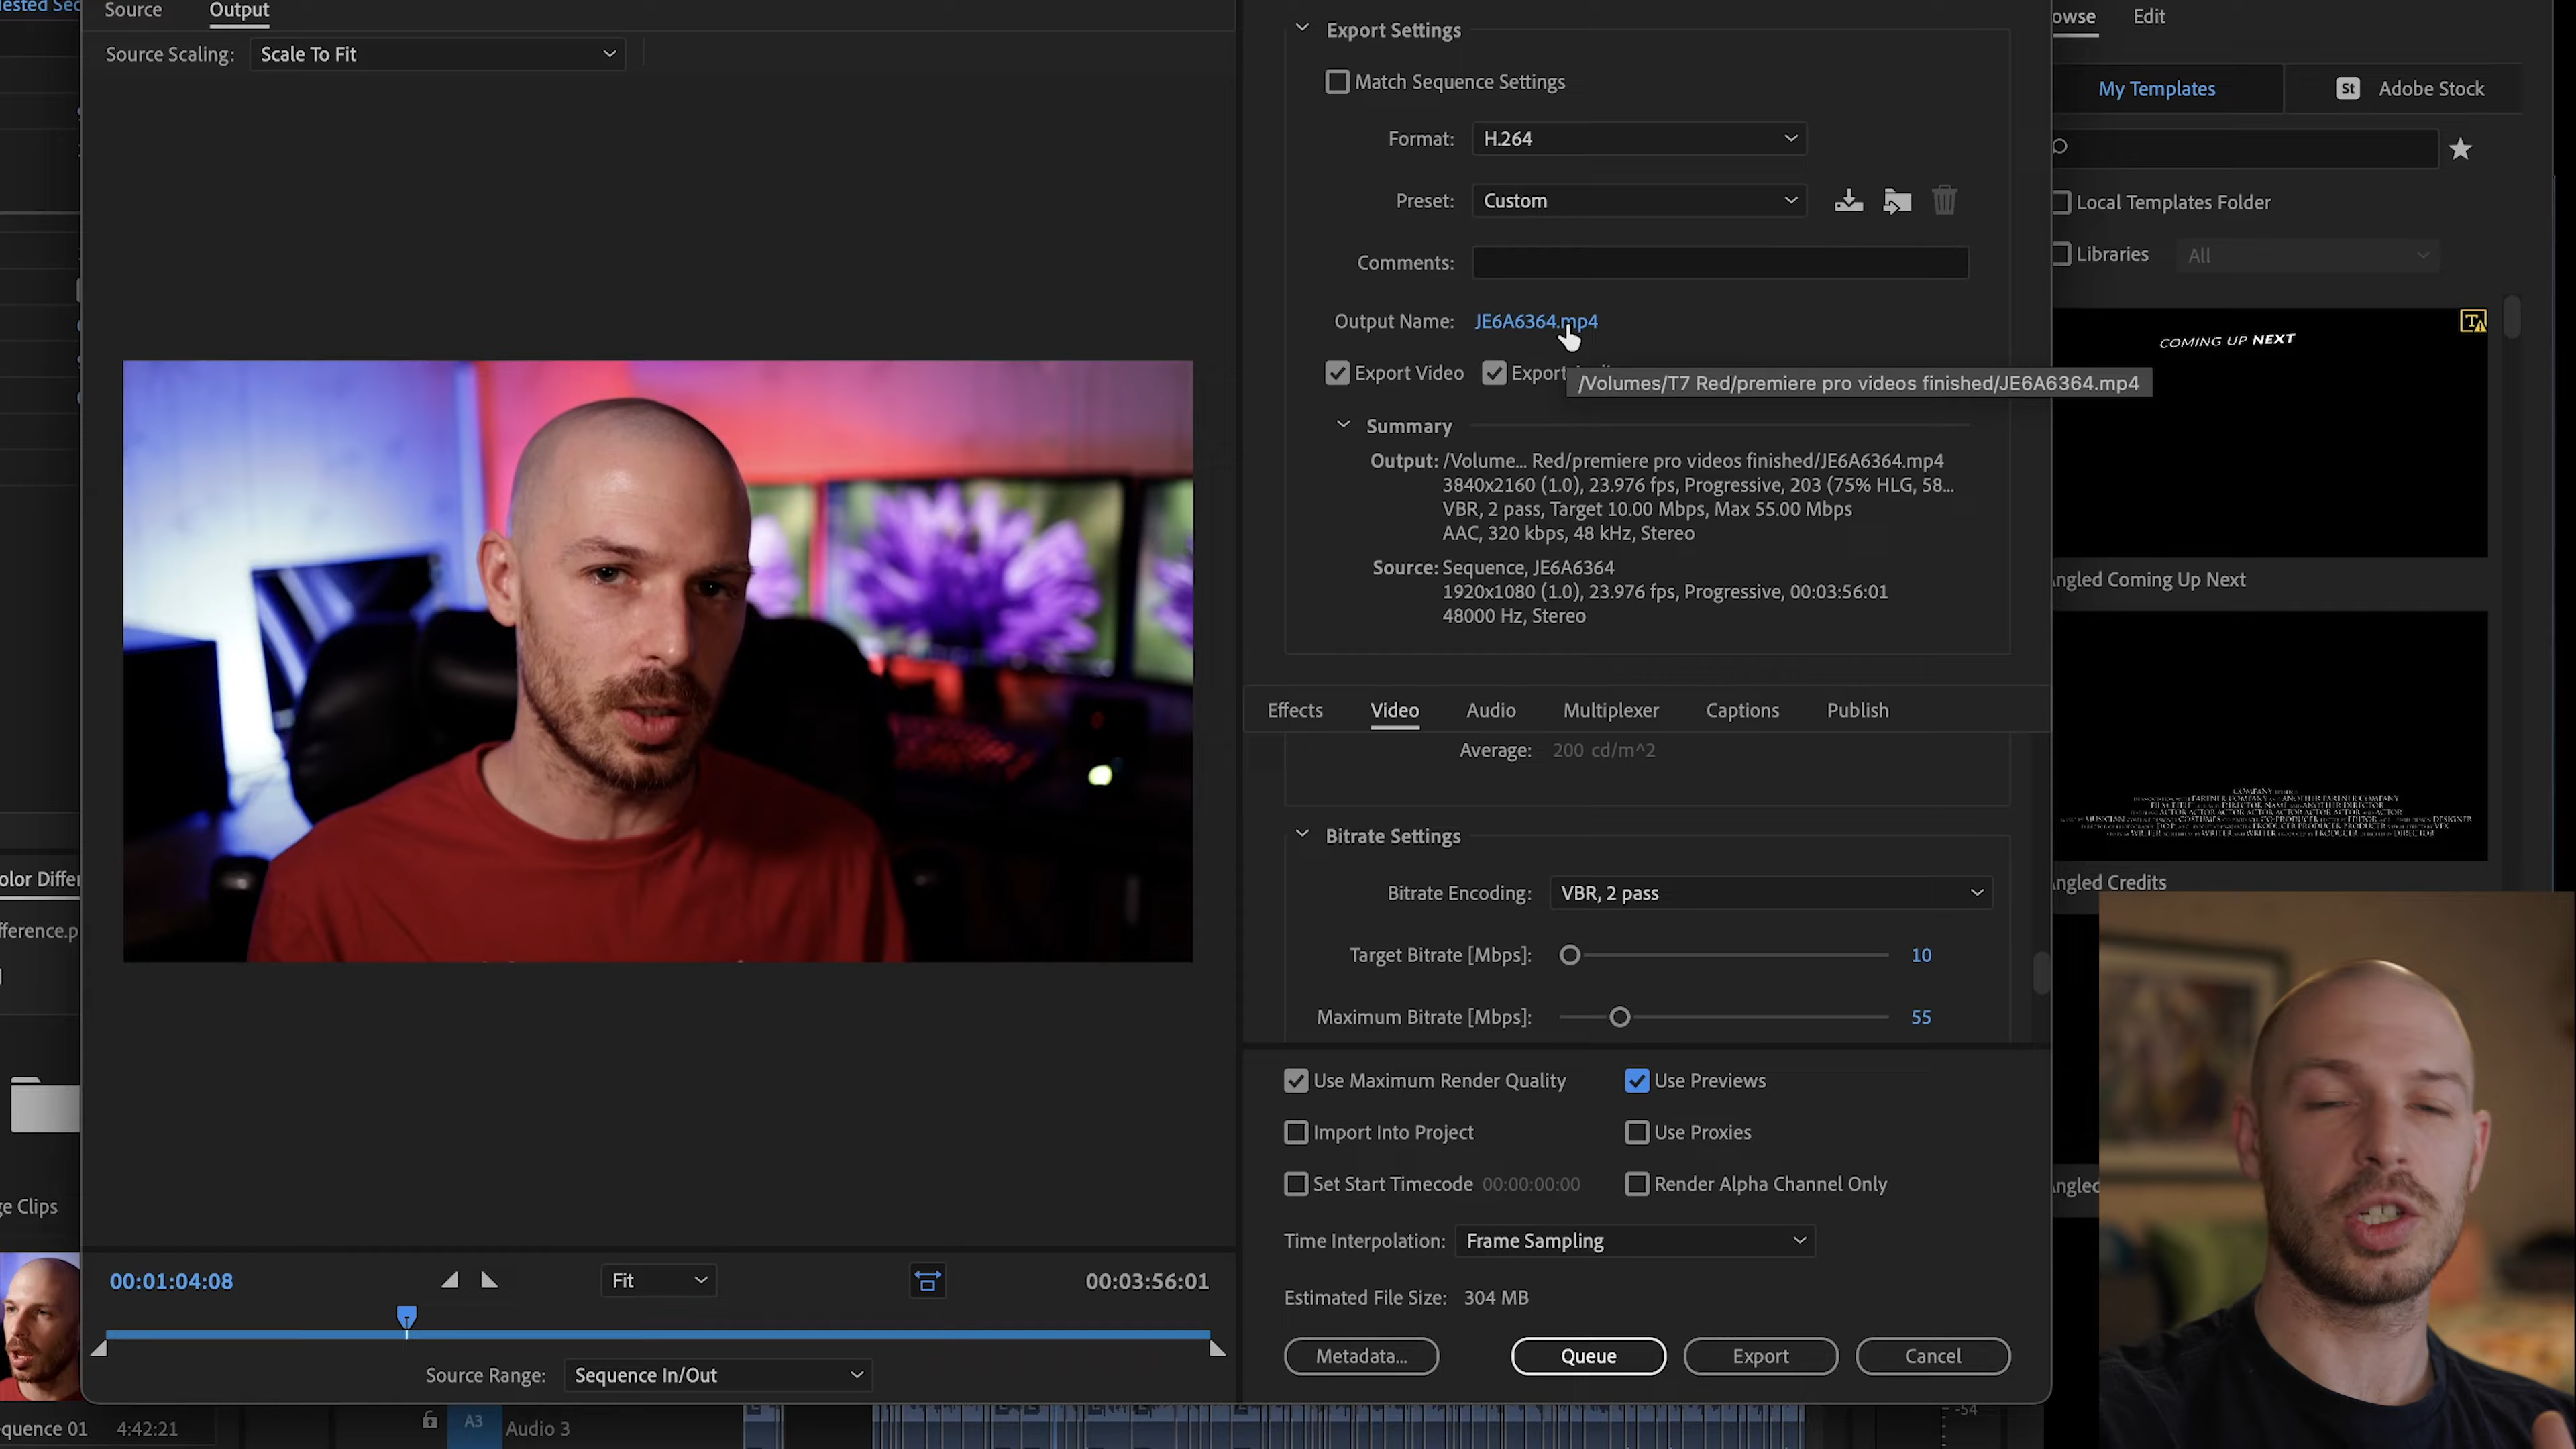 ested Sec
Source
Output
Source Scaling:
Scale To Fit
Export Settings
Match Sequence Settings
Format:
H.264
Preset:
Custom
Comments:
Output Name:
JE6A6364.mp4
Export Video
Export
/Volumes/T7 Red/premiere pro videos finished/JE6A6364.mp4
Summary
Output: /Volume... Red/premiere pro videos finished/JE6A6364.mp4
3840x2160 (1.0), 23.976 fps, Progressive, 203 (75% HLG, 58...
VBR, 2 pass, Target 10.00 Mbps, Max 55.00 Mbps
AAC, 320 kbps, 48 kHz, Stereo
Source: Sequence, JE6A6364
1920x1080 (1.0), 23.976 fps, Progressive, 00:03:56:01
48000 Hz, Stereo
Effects
Video
Audio
Multiplexer
Captions
Publish
Average: 200 cd/m^2
Bitrate Settings
Bitrate Encoding:
VBR, 2 pass
Target Bitrate [Mbps]:
10
Maximum Bitrate [Mbps]:
55
Use Maximum Render Quality
Use Previews
Import Into Project
Use Proxies
Set Start Timecode 00:00:00:00
Render Alpha Channel Only
Time Interpolation:
Frame Sampling
Estimated File Size: 304 MB
Metadata...
Queue
Export
Cancel
00:01:04:08
Fit
00:03:56:01
Source Range:
Sequence In/Out
owse
Edit
My Templates
St
Adobe Stock
Local Templates Folder
Libraries
All
COMING UP NEXT
ngled Coming Up Next
ngled Credits
ngled
olor Differ
fference.p
ge Clips
quence 01
4:42:21
A3
Audio 3
-54